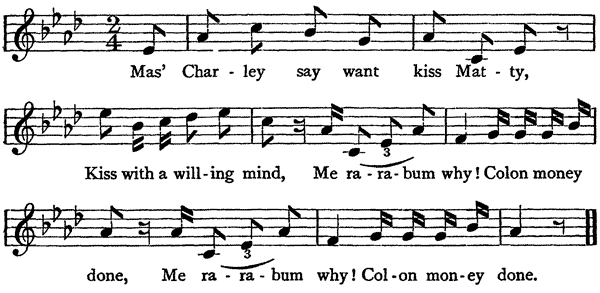 2
4
Mas' Char - ley say want kiss Mat - ty,
Kiss with a will - ing mind, Me ra - ra - bum why! Colon money
3
done, Me ra - ra - bum why! Col - on mon - ey done.
3